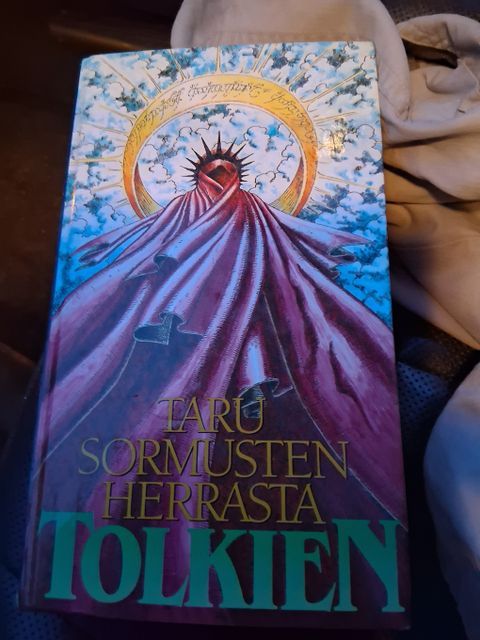 TARU
SORMUSTEN
HERRASTA
TOLKIEN